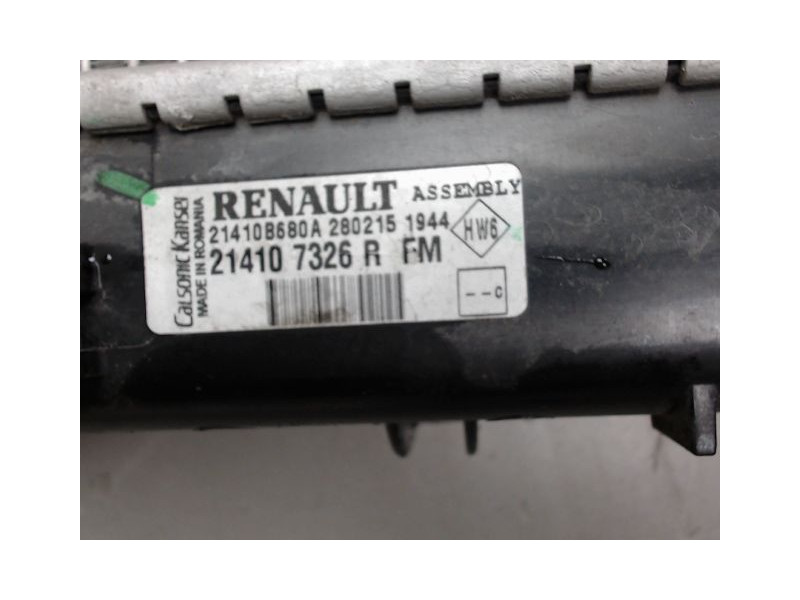 RENAULT ASSEMBLY
21410B680A 280215 1944
HW6
21410 7326 R FM
--C
Calsonic Kansei
MADE IN ROMANIA